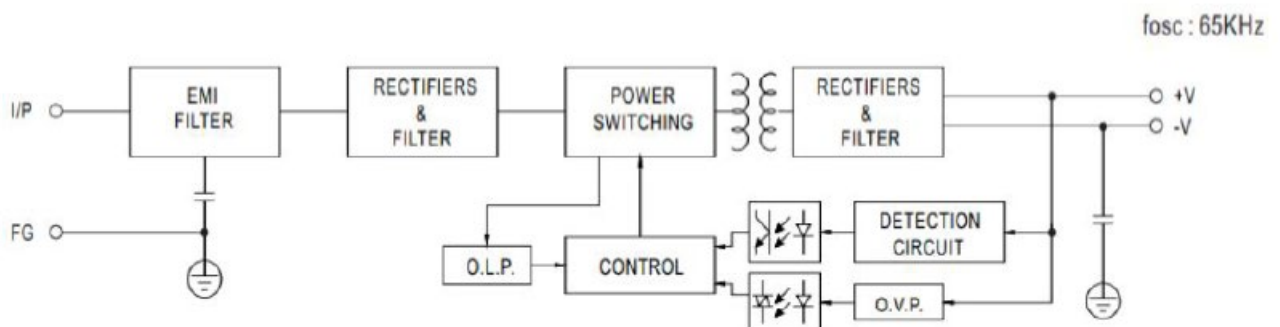 fosc : 65KHz
I/P
EMI
FILTER
RECTIFIERS
&
FILTER
POWER
SWITCHING
RECTIFIERS
&
FILTER
+V
-V
FG
O.L.P.
CONTROL
DETECTION
CIRCUIT
O.V.P.